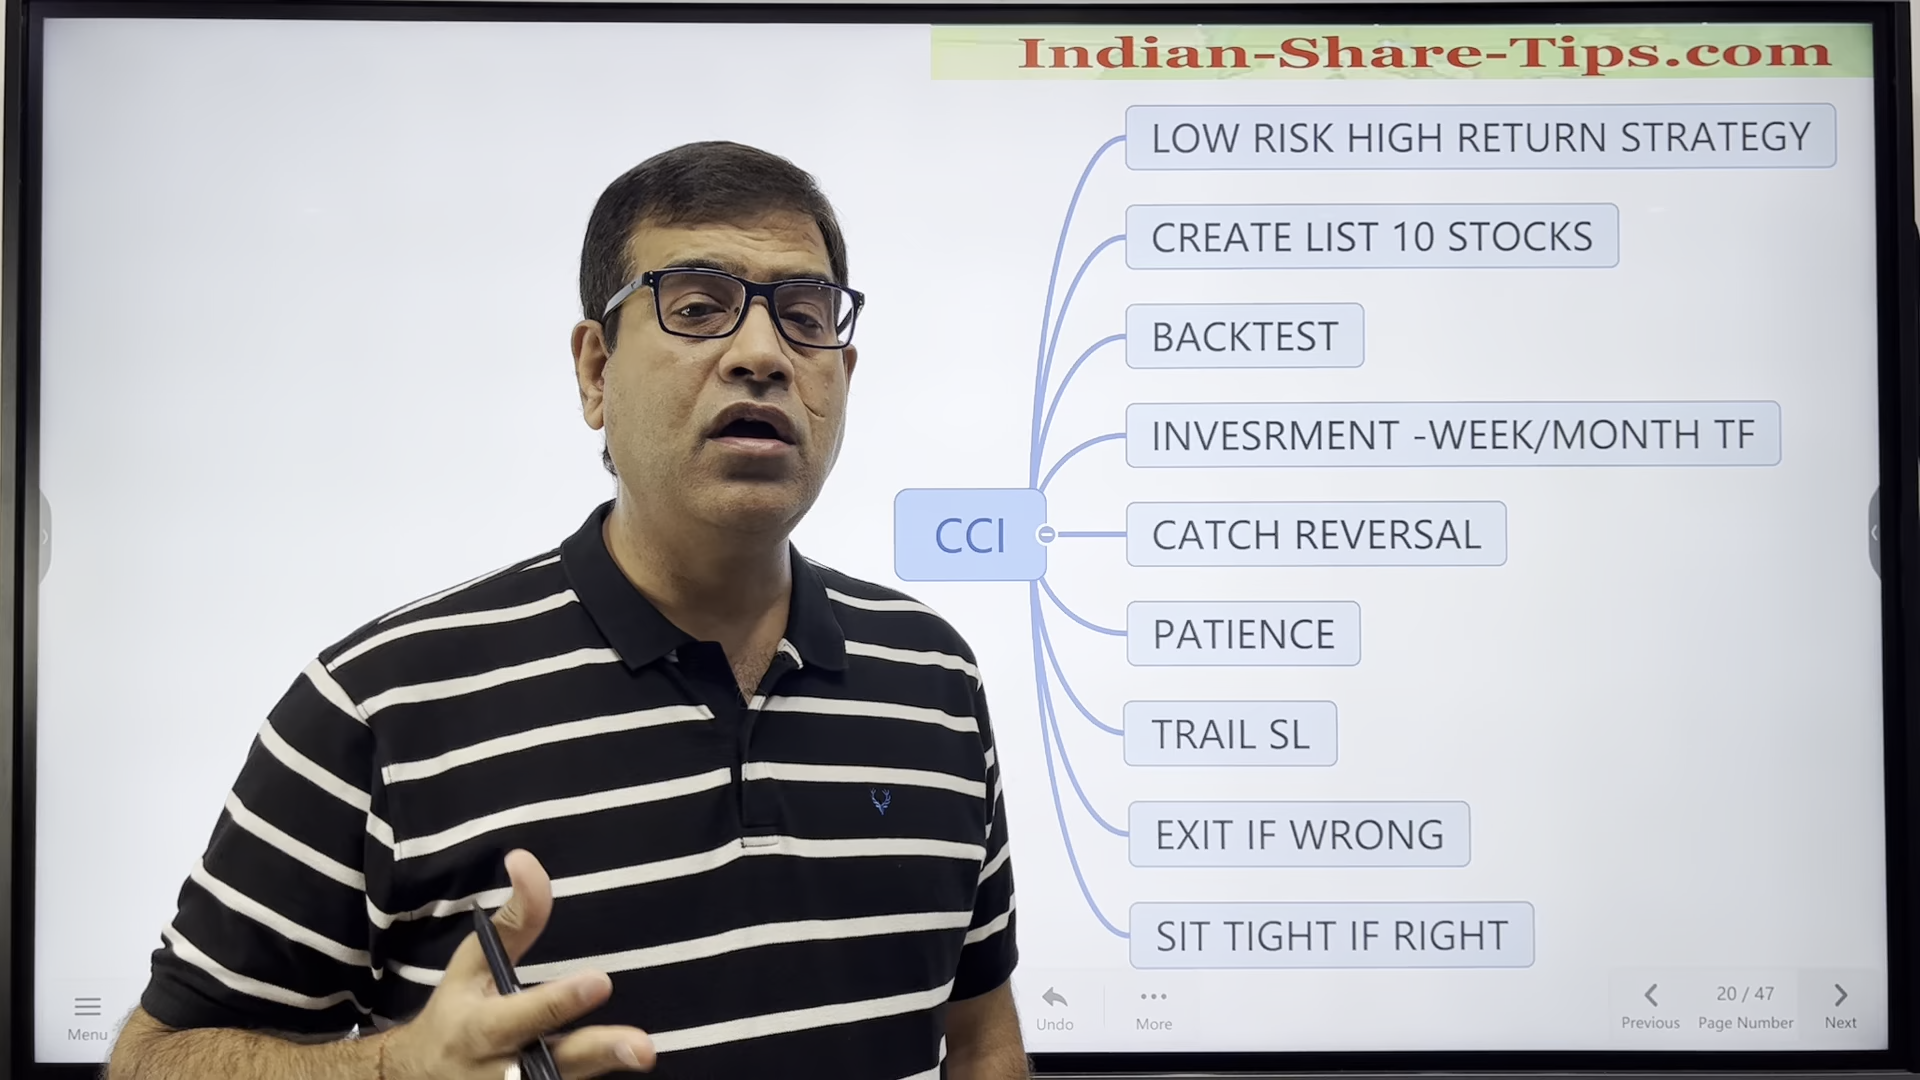 Indian-Share-Tips.com
LOW RISK HIGH RETURN STRATEGY
CREATE LIST 10 STOCKS
BACKTEST
INVESRMENT -WEEK/MONTH TF
CCI
CATCH REVERSAL
PATIENCE
TRAIL SL
EXIT IF WRONG
SIT TIGHT IF RIGHT
Menu
Undo
More
Previous
20 / 47
Page Number
Next